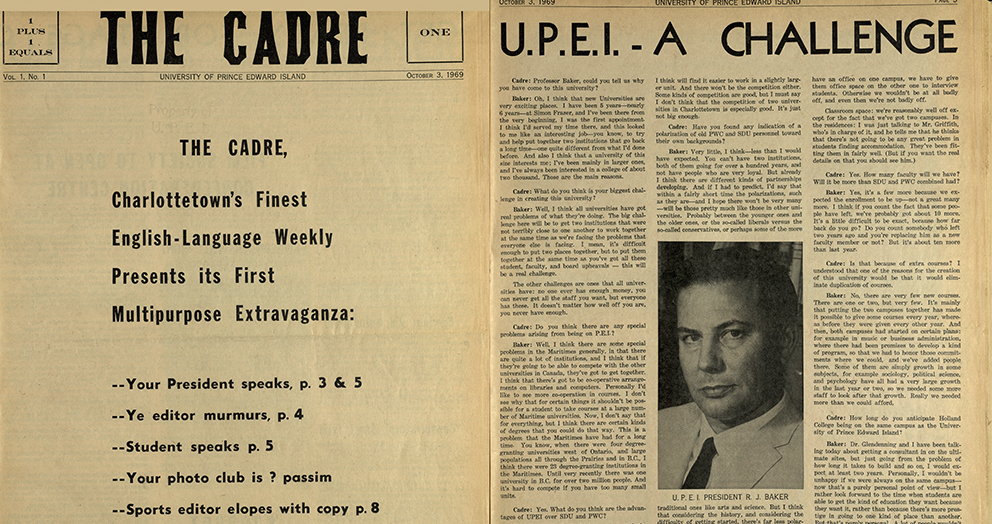 1
PLUS
1
EQUALS
THE CADRE
ONE
VOL. 1, No. 1
UNIVERSITY OF PRINCE EDWARD ISLAND
OCTOBER 3, 1969
THE CADRE,
Charlottetown's Finest
English-Language Weekly
Presents its First
Multipurpose Extravaganza:
--Your President speaks, p. 3 & 5
--Ye editor murmurs, p. 4
--Student speaks p. 5
--Your photo club is ? passim
--Sports editor elopes with copy p. 8
OCTOBER 3, 1969
UNIVERSITY OF PRINCE EDWARD ISLAND
U.P.E.I. - A CHALLENGE
Cadre: Professor Baker, could you tell us why
you have come to this university?
Baker: Oh, I think that new Universities are
very exciting places. I have been 5 years—nearly
6 years—at Simon Fraser, and I've been there from
the very beginning, I was the first appointment.
I think I'd served my time there, and this looked
to me like an interesting job—you know, to try
and help put together two institutions that go back
a long time—one quite different from what I'd done
before. And also I think that a university of this
size interests me; I've been mainly in larger ones,
and I've always been interested in a college of about
two thousand. Those are the main reasons.
Cadre: What do you think is your biggest chal-
lenge in creating this university?
Baker: Well, I think all universities have got
real problems of what they're doing. The big chal-
lenge here will be to put two institutions that were
not terribly close to one another to work together
at the same time as we're facing the problems that
everyone else is facing. I mean, it's difficult
enough to put two places together, but to put them
together at the same time as you've got all these
student, faculty, and board upheavals — this will
be a real challenge.
The other challenges are ones that all univer-
sities have: no one ever has enough money, you
can never get all the staff you want, but everyone
has those. It doesn't matter how well off you are,
you never have enough.
Cadre: Do you think there are any special
problems arising from being on P.E.I.?
Baker: Well, I think there are some special
problems in the Maritimes generally, in that there
are quite a lot of institutions, and I think that if
they're going to be able to compete with the other
universities in Canada, they've got to get together.
I think that there's got to be co-operative arrange-
ments on libraries and computers. Personally I'd
like to see more co-operation in courses. I don't
see why that for certain things it shouldn't be pos-
sible for a student to take courses at a large num-
ber of Maritime universities. Now, I don't say that
for everything, but I think there are certain kinds
of degrees that you could do that way. This is a
problem that the Maritimes have had for a long
time. You know, when there were four degree-
granting universities west of Ontario, and large
populations all through the Prairies and in B.C., I
think there were 23 degree-granting institutions in
the Maritimes. Until very recently there was one
university in B.C. for over two million people. And
it's hard to compete if you have too many small
units.
Cadre: Yes. What do you think are the advan-
tages of UPEI over SDU and PWC?
I think will find it easier to work in a slightly larg-
er unit. And there won't be the competition either.
Some kinds of competition are good, but I must say
I don't think that the competition of two univer-
sities in Charlottetown is especially good. It's just
not big enough.
Cadre: Have you found any indication of a
polarization of old PWC and SDU personnel toward
their own backgrounds?
Baker: Very little, I think—less than I would
have expected. You can't have two institutions,
both of them going for over a hundred years, and
not have people who are very loyal. But already
I think there are different kinds of partnerships
developing. And if I had to predict, I'd say that
within a fairly short time the polarizations, such
as they are—and I hope there won't be very many
—will be those pretty much like those in other uni-
versities. Probably between the younger ones and
the older ones, or the so-called liberals versus the
so-called conservatives, or perhaps some of the more
U.P.E.I. PRESIDENT R. J. BAKER
traditional ones like arts and science. But I think
that considering the history, and considering the
have an office on one campus, we have to give
them office space on the other one to interview
students. Otherwise we wouldn't be at all badly
off, and even then we're not badly off.
Classroom space: we're reasonably well off ex-
cept for the fact that we've got two campuses. In
the residences: I was just talking to Mr. Griffith,
who's in charge of it, and he tells me that he thinks
that there's not going to be any great problem in
students finding accommodation. They've been fit-
ting them in fairly well. (But if you want the real
details on that you should see him.)
Cadre: Yes. How many faculty will we have?
Will it be more than SDU and PWC combined had?
Baker: Yes, it's a few more because we ex-
pected the enrollment to be up—not a great many
more. I think if you count the fact that some peo-
ple have left, we've probably got about 10 more.
It's a little difficult to be exact, because how far
back do you go? Do you count somebody who left
two years ago and you're replacing him as a new
faculty member or not? But it's about ten more
than last year.
Cadre: Is that because of extra courses? I
understood that one of the reasons for the creation
of this university would be that it would elim-
inate duplication of courses.
Baker: No, there are very few new courses.
There are one or two, but very few. It's mainly
that putting the two campuses together has made
it possible to give some courses every year, where-
as before they were given every other year. And
then, both campuses had started on certain plans:
for example in music or business administration,
where there had been promises to develop a kind
of program, so that we had to honor those commit-
ments where we could, and we've added people
there. Some of them are simply growth in some
subjects, for example sociology, political science,
and psychology have all had a very large growth
in the last year or two, so we needed some more
staff to look after that growth. Really we needed
more than we could afford.
Cadre: How long do you anticipate Holland
College being on the same campus as the Univer-
sity of Prince Edward Island?
Baker: Dr. Glendenning and I have been talk-
ing today about getting a consultant in on the ulti-
mate sites, but just going from the problem of
how long it takes to build and so on, I would ex-
pect at least two years. Personally, I wouldn't be
unhappy if we were always on the same campus—
now that's a purely personal point of view—but I
rather look forward to the time when students are
able to get the kind of education they want because
they want it, rather than because there's more pres-
tige in going to one kind of place than another.